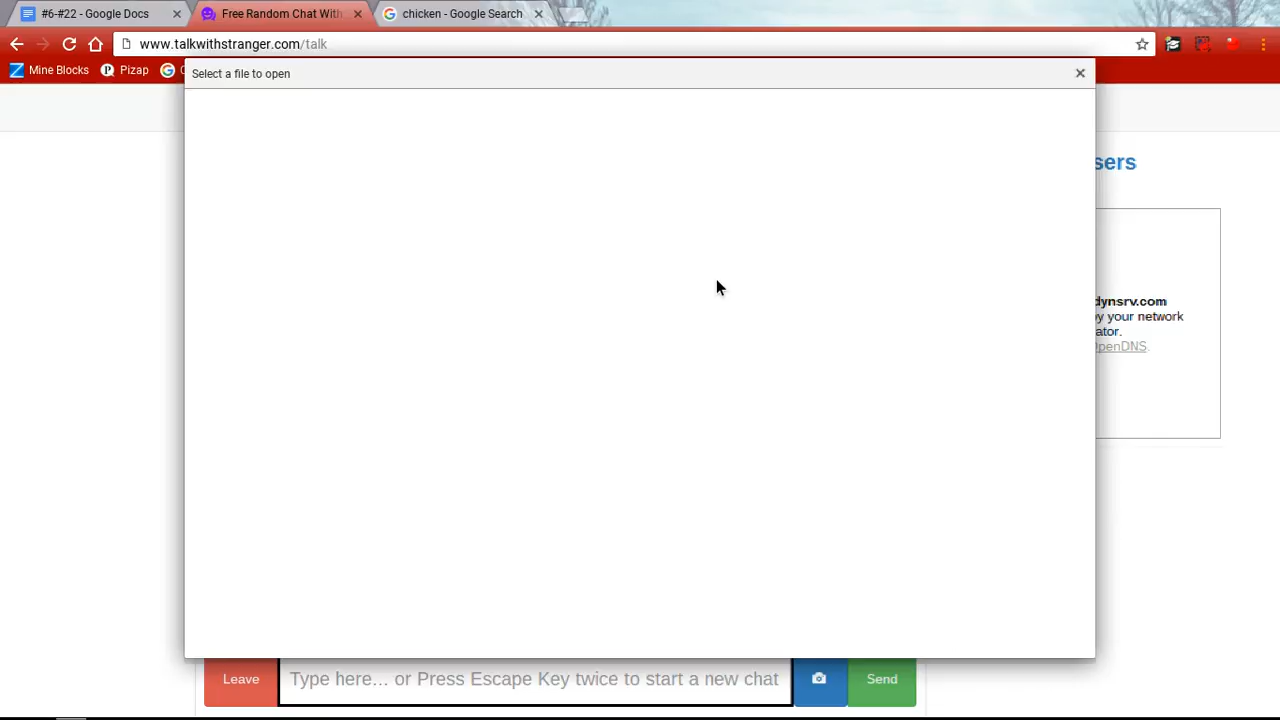 #6-#22 - Google Docs
Free Random Chat With
chicken - Google Search
www.talkwithstranger.com/talk
Mine Blocks
Pizap
Select a file to open
sers
dynsrv.com
by your network
ator.
OpenDNS.
Leave
Type here... or Press Escape Key twice to start a new chat
Send